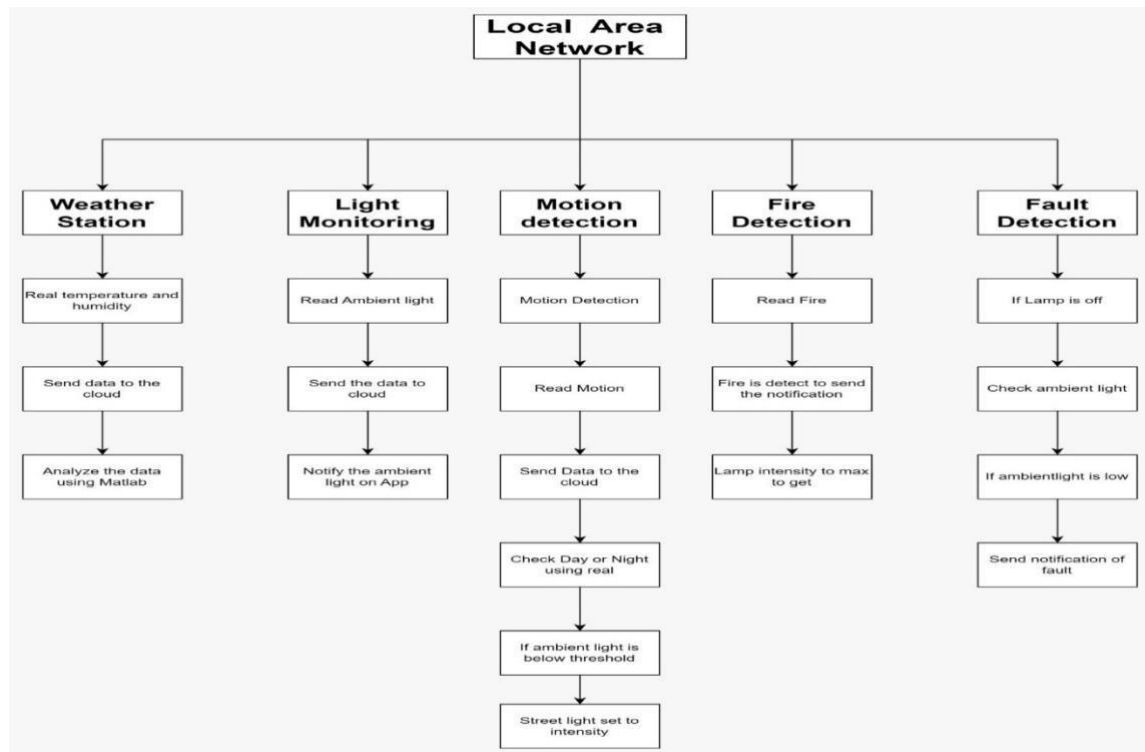 Local Area
Network
Weather
Station
Light
Monitoring
Motion
detection
Fire
Detection
Fault
Detection
Real temperature and
humidity
Read Ambient light
Motion Detection
Read Fire
If Lamp is off
Send data to the
cloud
Send the data to
cloud
Read Motion
Fire is detect to send
the notification
Check ambient light
Analyze the data
using Matlab
Notify the ambient
light on App
Send Data to the
cloud
Lamp intensity to max
to get
If ambientlight is low
Check Day or Night
using real
Send notification of
fault
If ambient light is
below threshold
Street light set to
intensity